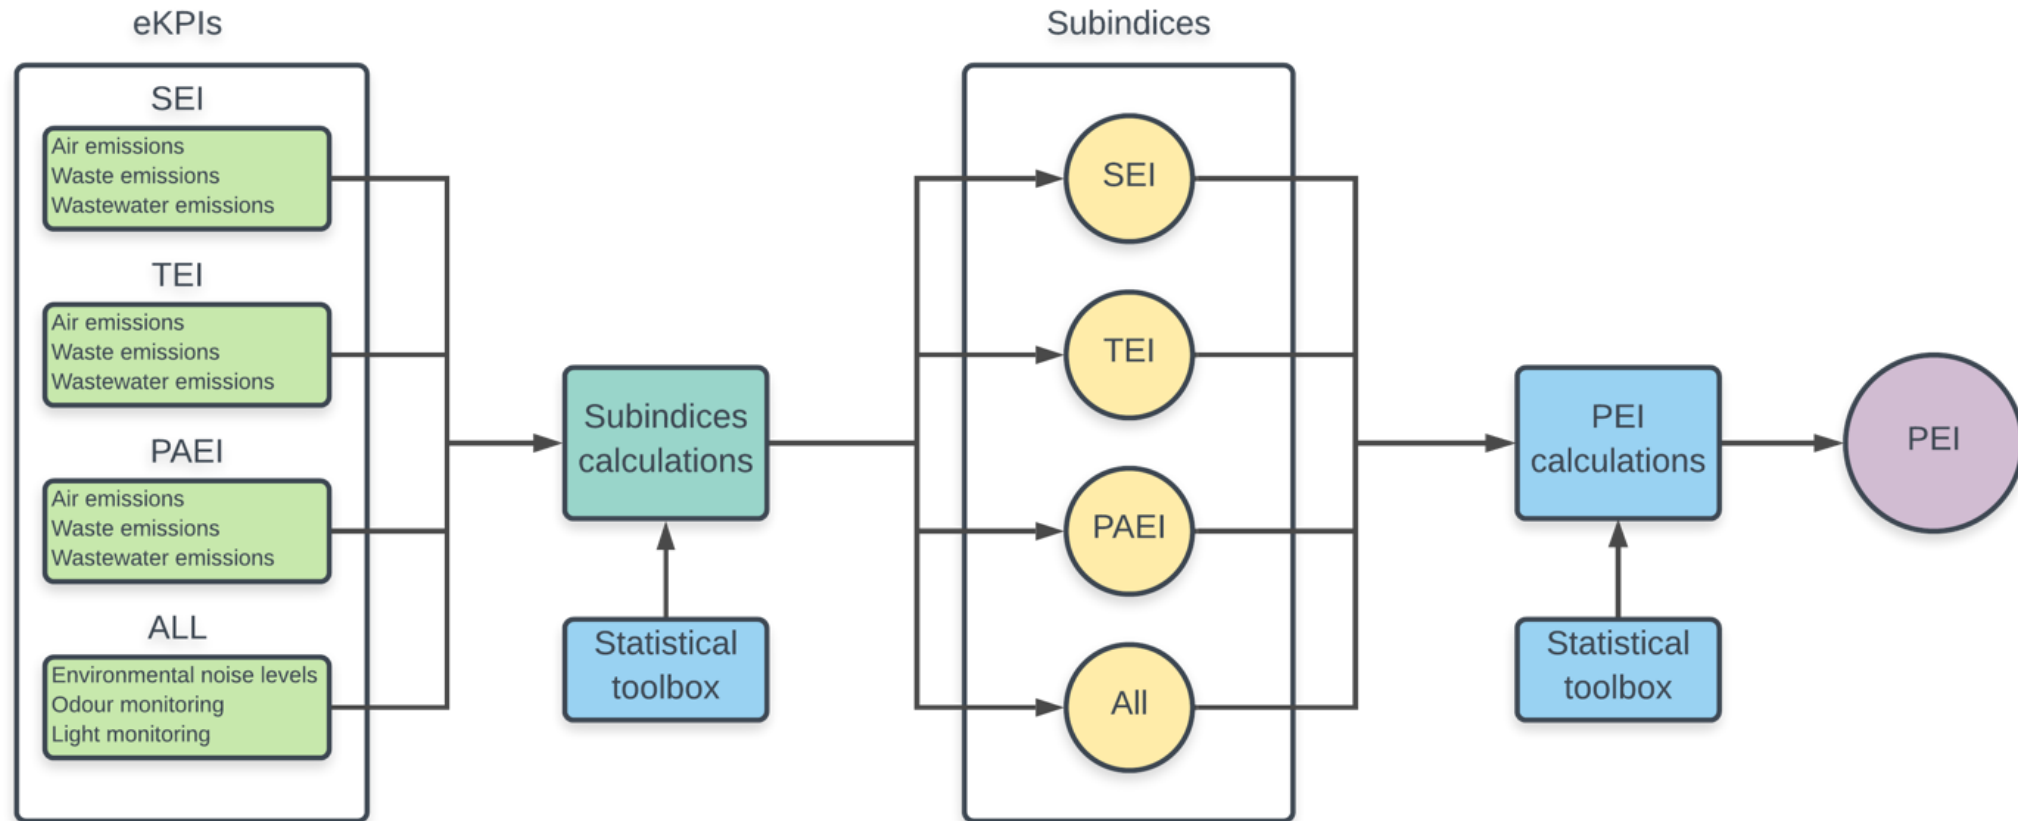 eKPIs
SEI
Air emissions
Waste emissions
Wastewater emissions
TEI
Air emissions
Waste emissions
Wastewater emissions
PAEI
Air emissions
Waste emissions
Wastewater emissions
ALL
Environmental noise levels
Odour monitoring
Light monitoring
Subindices
calculations
Statistical
toolbox
Subindices
SEI
TEI
PAEI
All
PEI
calculations
Statistical
toolbox
PEI